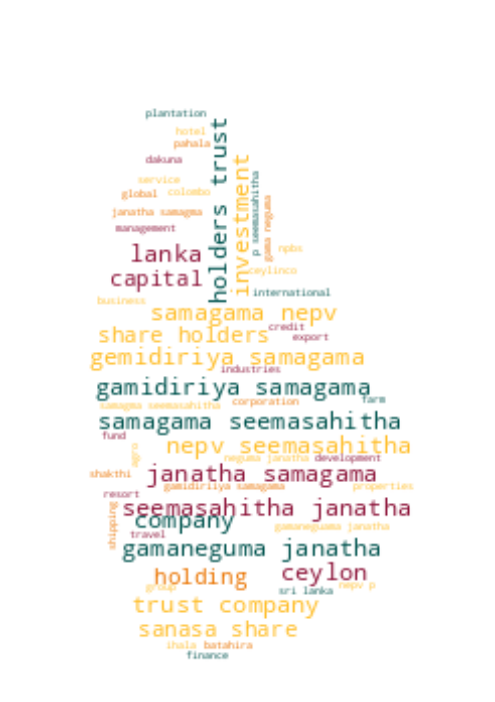 plantation
hotel
pahala
dakuna
service
global
colombo
janatha samagma
management
holders trust
investment
p seemasahitha
gama neguma
npbs
ceylinco
lanka
capital
international
business
samagama nepv
share holders
credit
export
gemidiriya samagama
industries
gamidiriya samagama
samagma seemasahitha
corporation
farm
samagama seemasahitha
fund
nepv seemasahitha
agro
neguma janatha
development
shakthi
janatha samagama
gamidiriiya samagama
properties
resort
seemasahitha janatha
shipping
company
gamaneguama janatha
travel
gamaneguma janatha
holding
ceylon
group
sri lanka
nepv p
trust company
sanasa share
ihala
batahira
finance